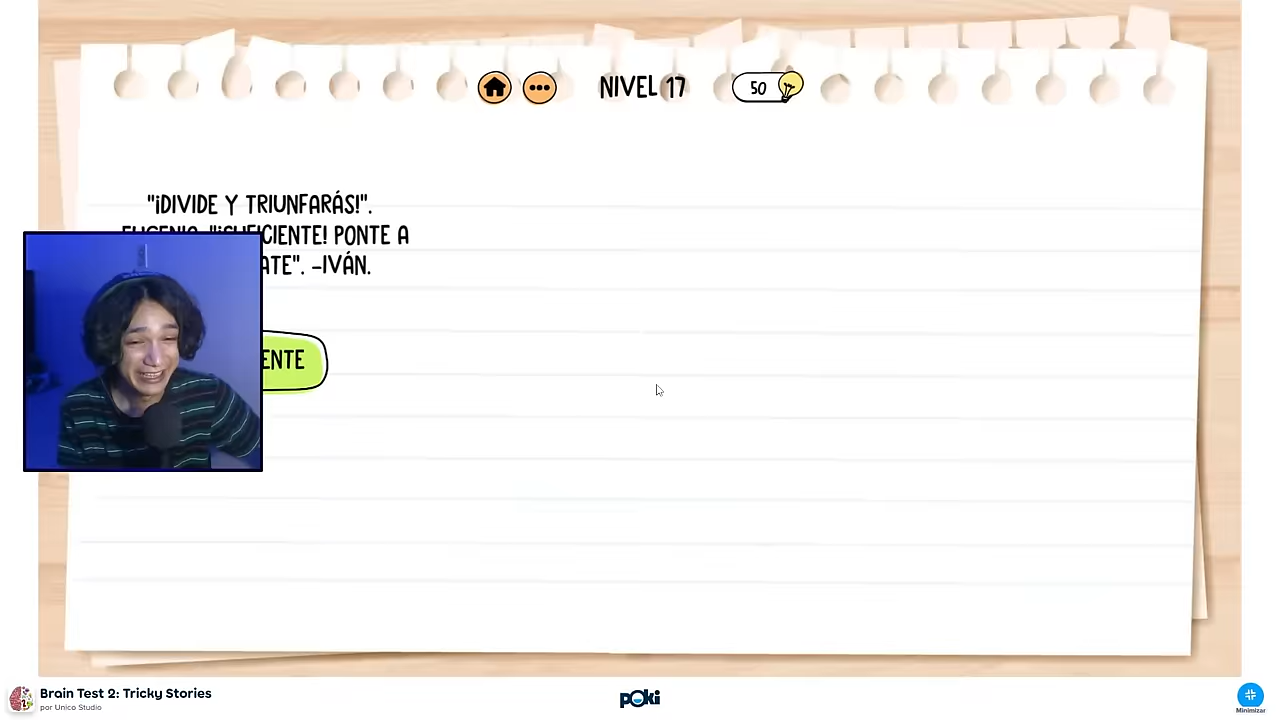 NIVEL 17
50
"¡DIVIDE Y TRIUNFARÁS!".
EUGENIO. "¡SUFICIENTE! PONTE A
ATE". –IVÁN.
ENTE
Brain Test 2: Tricky Stories
por Unico Studio
poki
Minimizar